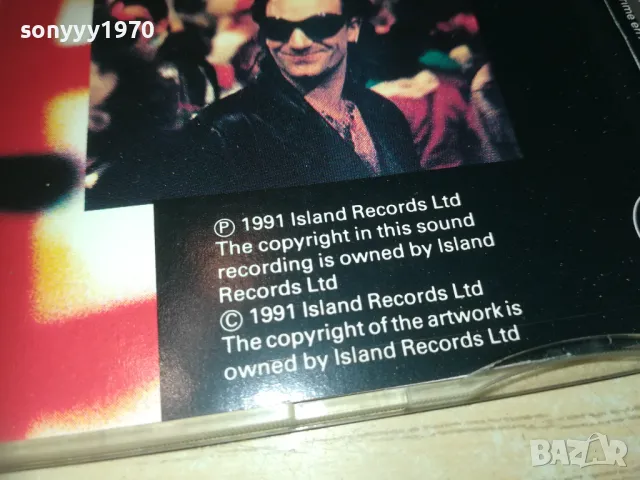 sonyyy1970
℗ 1991 Island Records Ltd
The copyright in this sound
recording is owned by Island
Records Ltd
© 1991 Island Records Ltd
The copyright of the artwork is
owned by Island Records Ltd
BAZAR